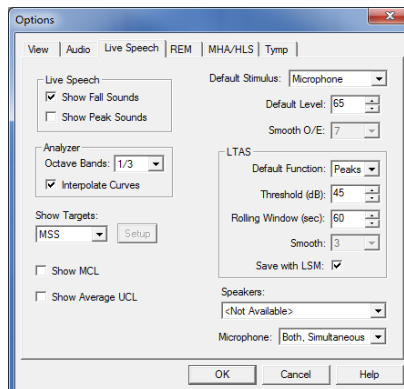 Options
View Audio Live Speech REM MHA/HLS Tymp
Live Speech
Show Fall Sounds
Show Peak Sounds
Analyzer
Octave Bands: 1/3
Interpolate Curves
Show Targets:
MSS Setup
Show MCL
Show Average UCL
Default Stimulus: Microphone
Default Level: 65
Smooth O/E: 7
LTAS
Default Function: Peaks
Threshold (dB): 45
Rolling Window (sec): 60
Smooth: 3
Save with LSM:
Speakers:
<Not Available>
Microphone: Both, Simultaneous
OK Cancel Help